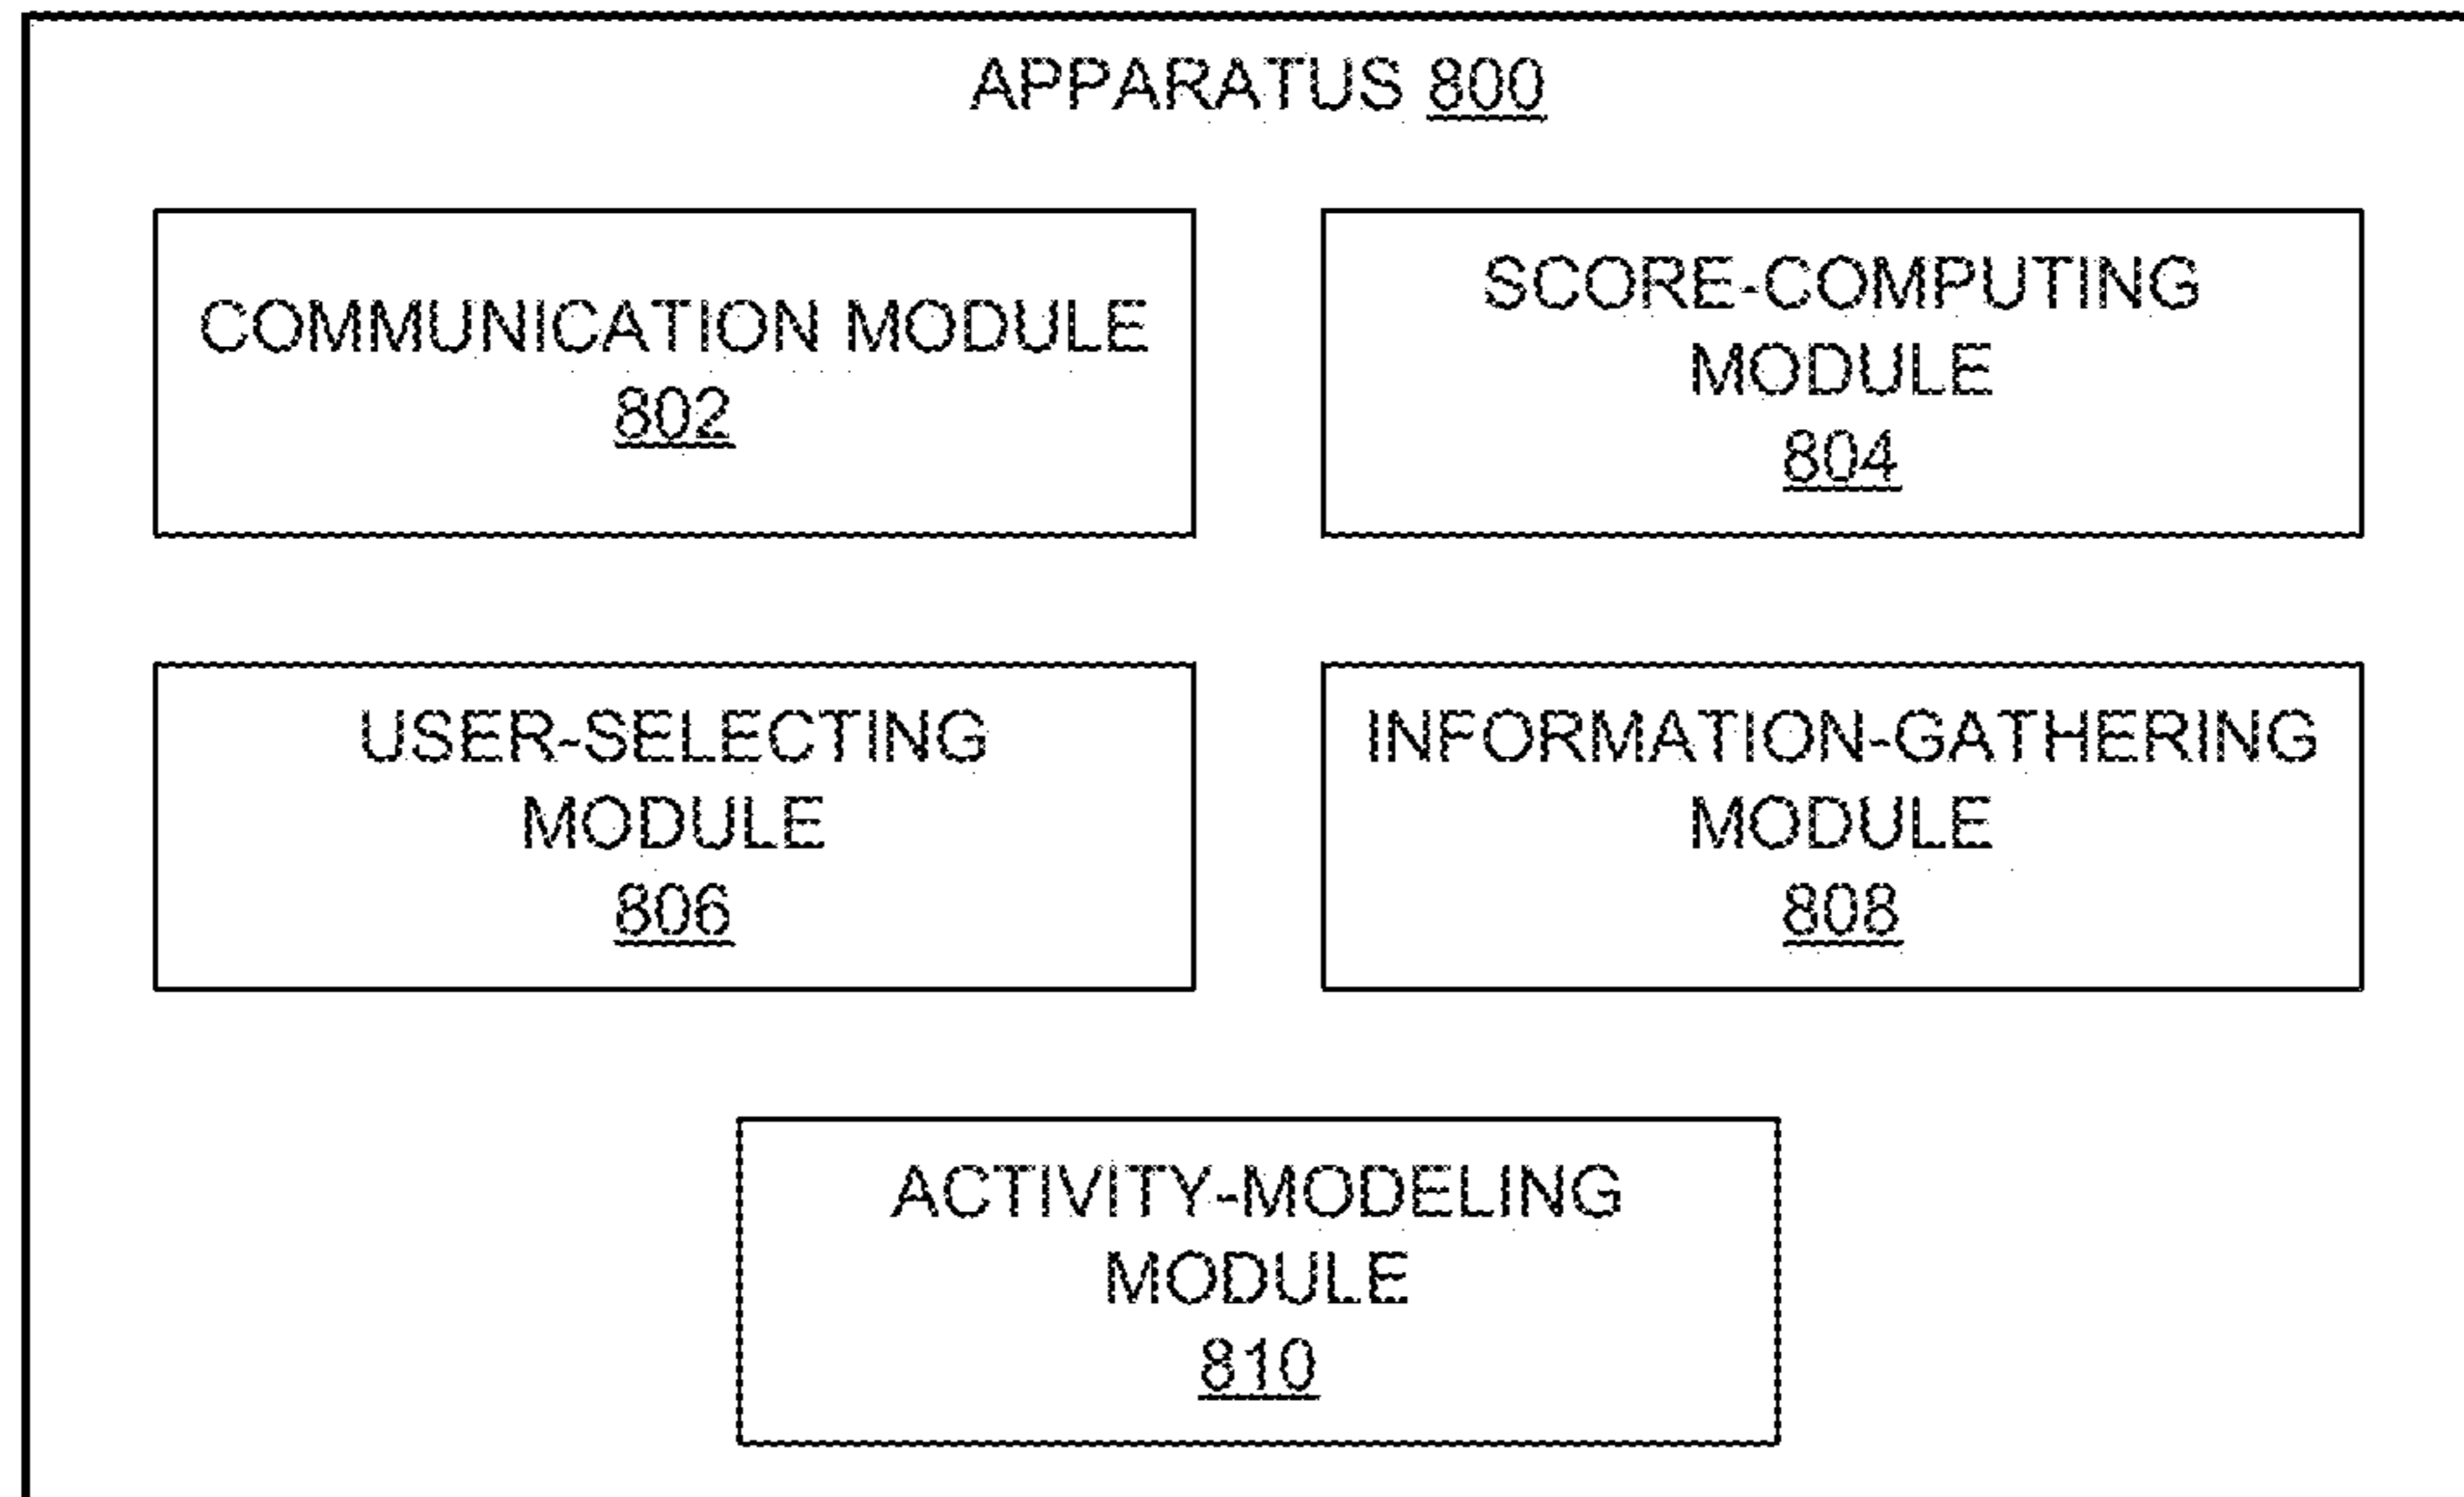 APPARATUS 800
COMMUNICATION MODULE
802
SCORE-COMPUTING
MODULE
804
USER-SELECTING
MODULE
806
INFORMATION-GATHERING
MODULE
808
ACTIVITY-MODELING
MODULE
810